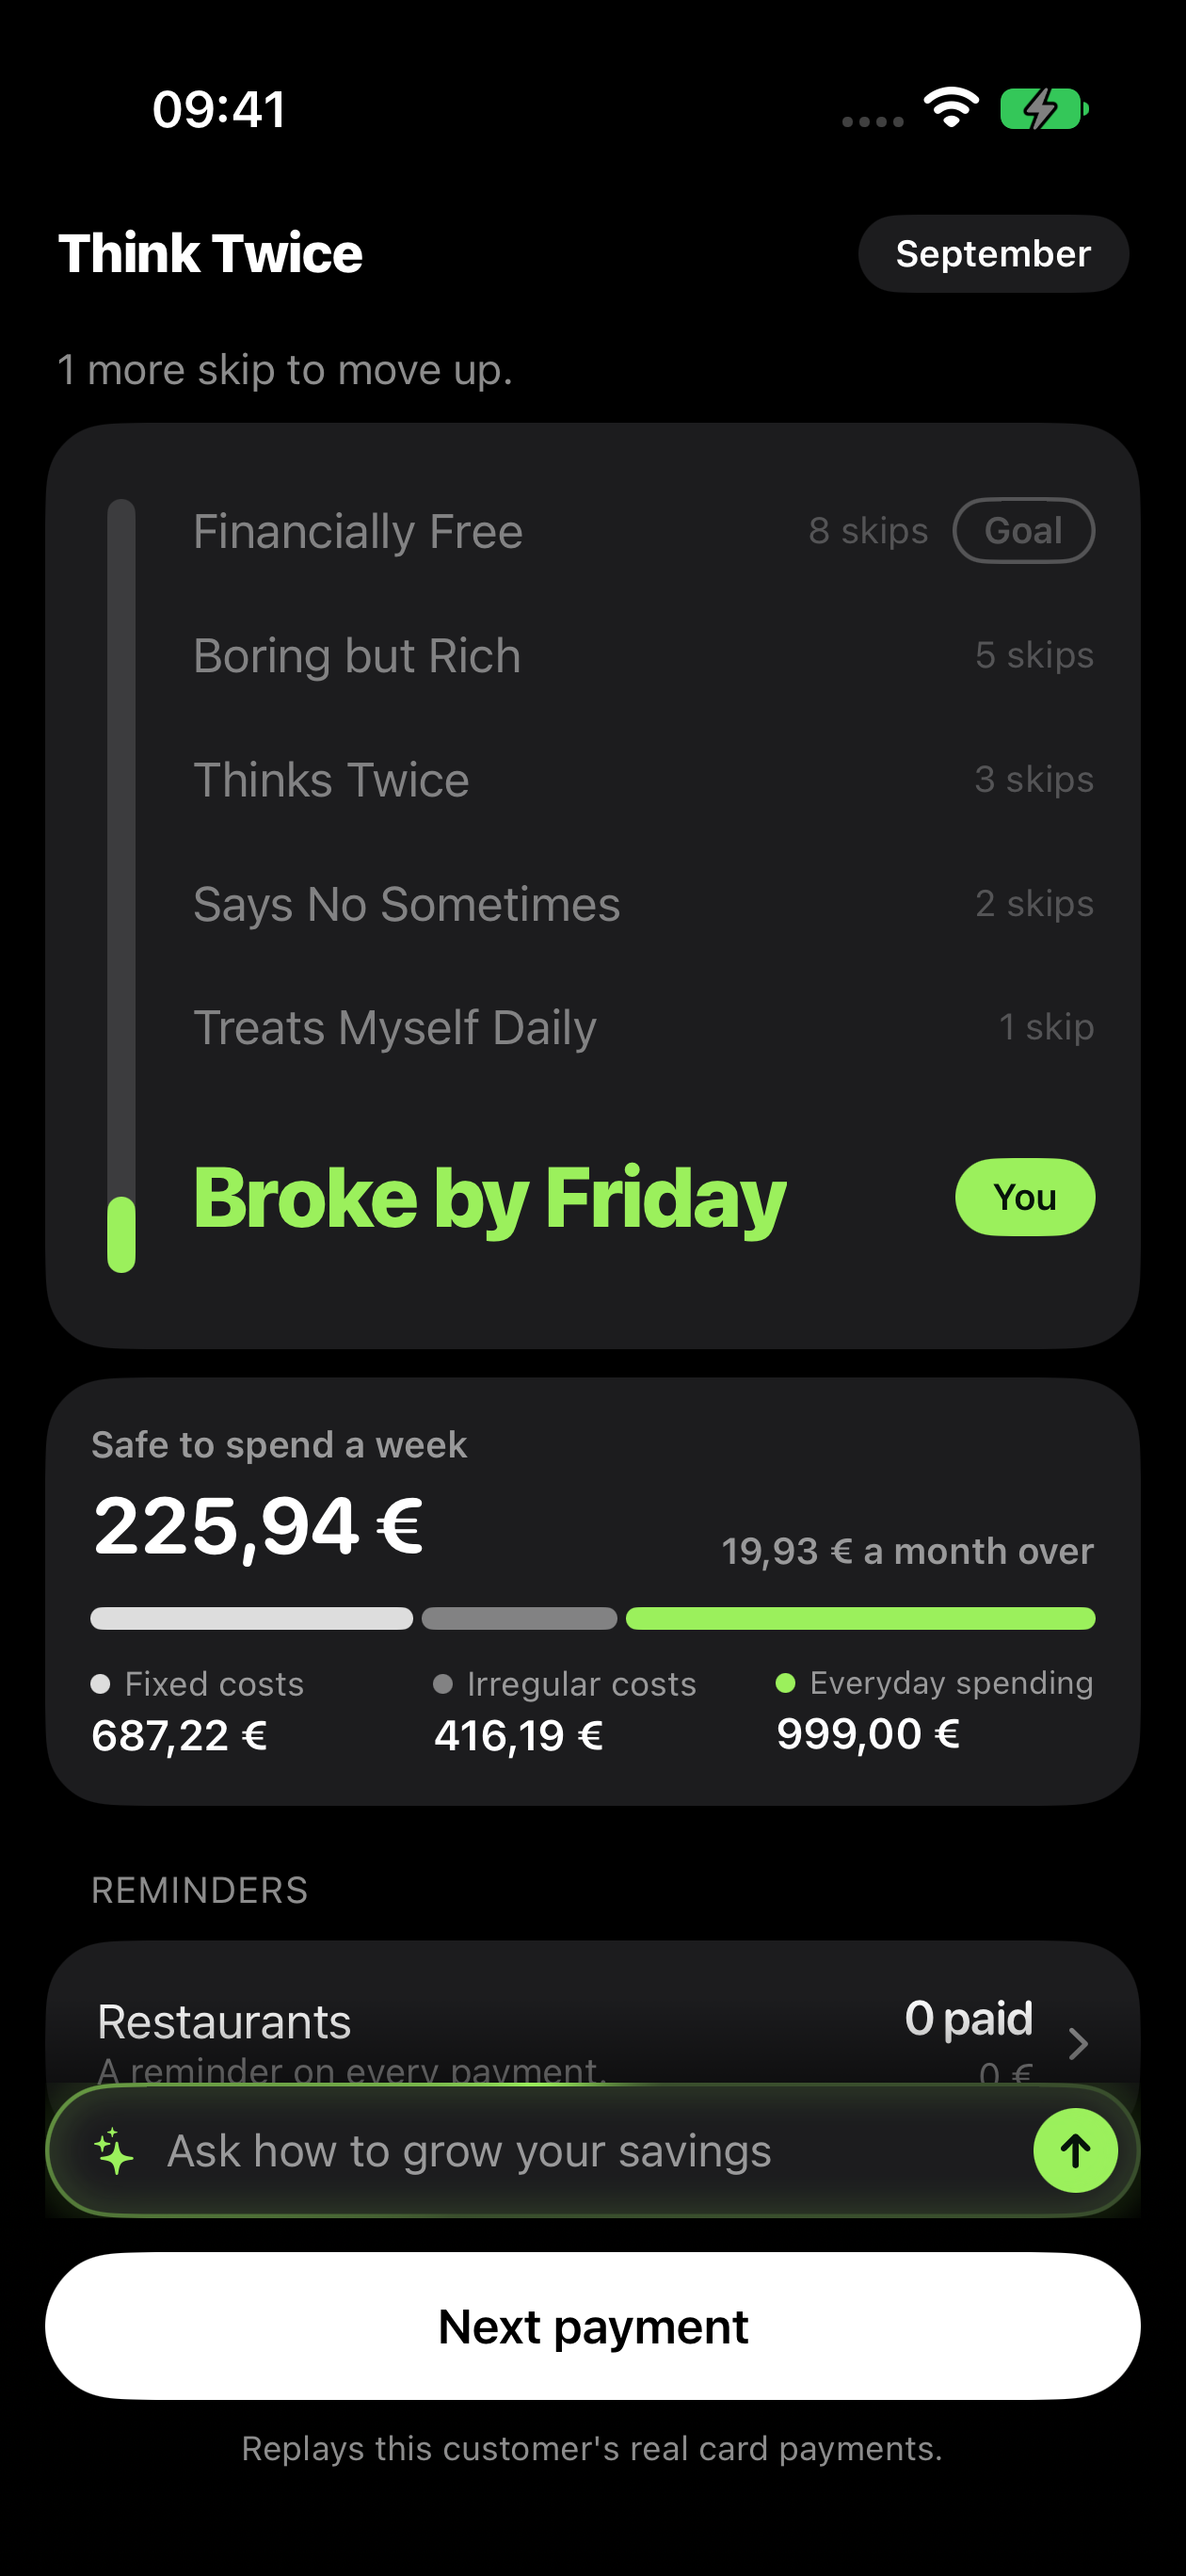 09:41
Think Twice
September
1 more skip to move up.
Financially Free 8 skips Goal
Boring but Rich 5 skips
Thinks Twice 3 skips
Says No Sometimes 2 skips
Treats Myself Daily 1 skip
Broke by Friday You
Safe to spend a week
225,94 €
19,93 € a month over
Fixed costs Irregular costs Everyday spending
687,22 € 416,19 € 999,00 €
REMINDERS
Restaurants 0 paid
A reminder on every payment. 0 €
Ask how to grow your savings
Next payment
Replays this customer's real card payments.